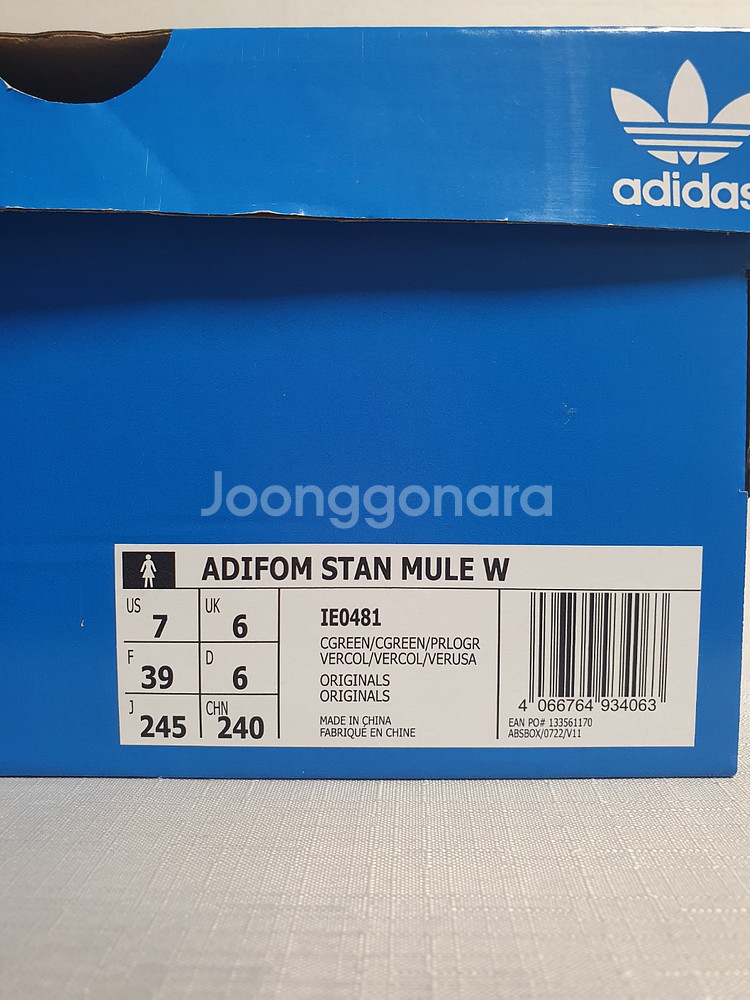 adidas
Joonggonara
ADIFOM STAN MULE W
US 7 UK 6
F 39 D 6
J 245 CHN 240
IE0481
CGREEN/CGREEN/PRLOGR
VERCOL/VERCOL/VERUSA
ORIGINALS
ORIGINALS
MADE IN CHINA
FABRIQUÉ EN CHINE
4 066764 934063
EAN PO# 133561170
ABSBOX/0722/V11